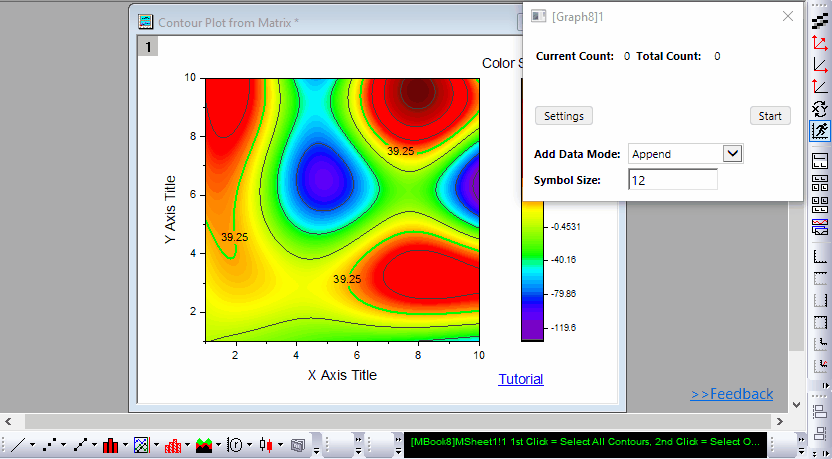 Contour Plot from Matrix *
[Graph8]1
1
Color S
Current Count: 0 Total Count: 0
Settings
Start
Add Data Mode: Append
Symbol Size: 12
10
8
6
4
2
Y Axis Title
39.25
39.25
39.25
-0.4531
-40.16
-79.86
-119.6
2
4
6
8
10
X Axis Title
Tutorial
>>Feedback
[MBook8]MSheet1!1 1st Click = Select All Contours, 2nd Click = Select O...